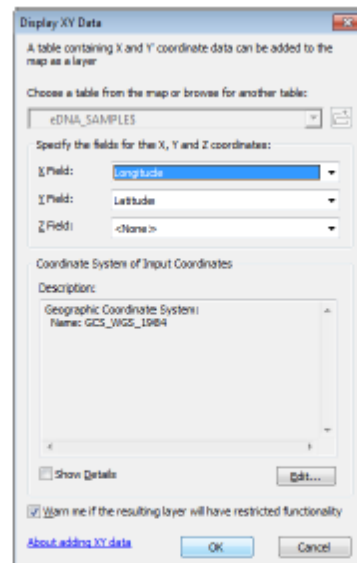 Display XY Data
A table containing X and Y coordinate data can be added to the
map as a layer
Choose a table from the map or browse for another table:
eDNA_SAMPLES
Specify the fields for the X, Y and Z coordinates:
X Field: Longitude
Y Field: Latitude
Z Field: <None>
Coordinate System of Input Coordinates
Description:
Geographic Coordinate System:
Name: GCS_WGS_1984
Show Details Edit...
Warn me if the resulting layer will have restricted functionality
About adding XY data OK Cancel